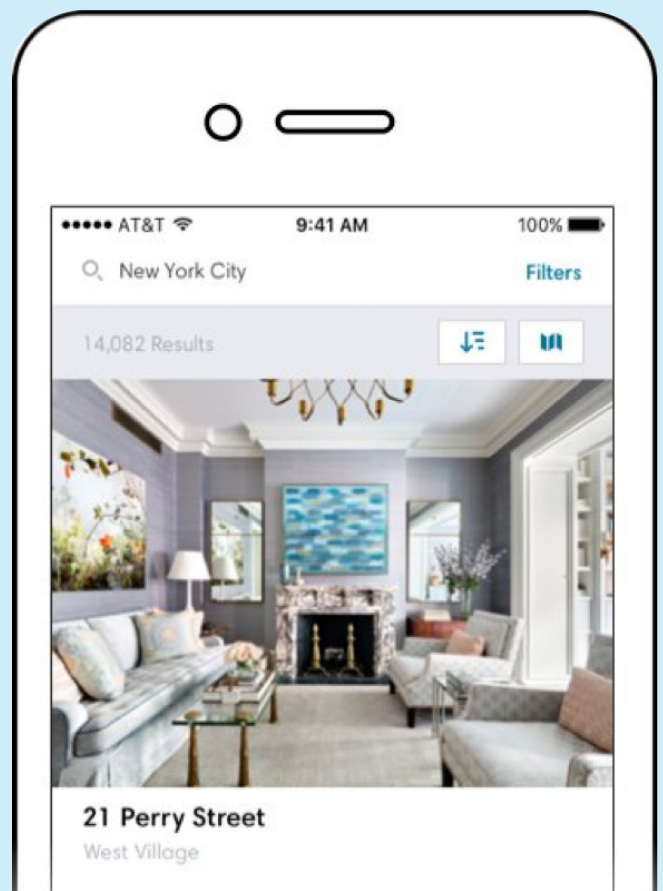 ●●●●● AT&T 9:41 AM 100%
New York City Filters
14,082 Results
21 Perry Street
West Village